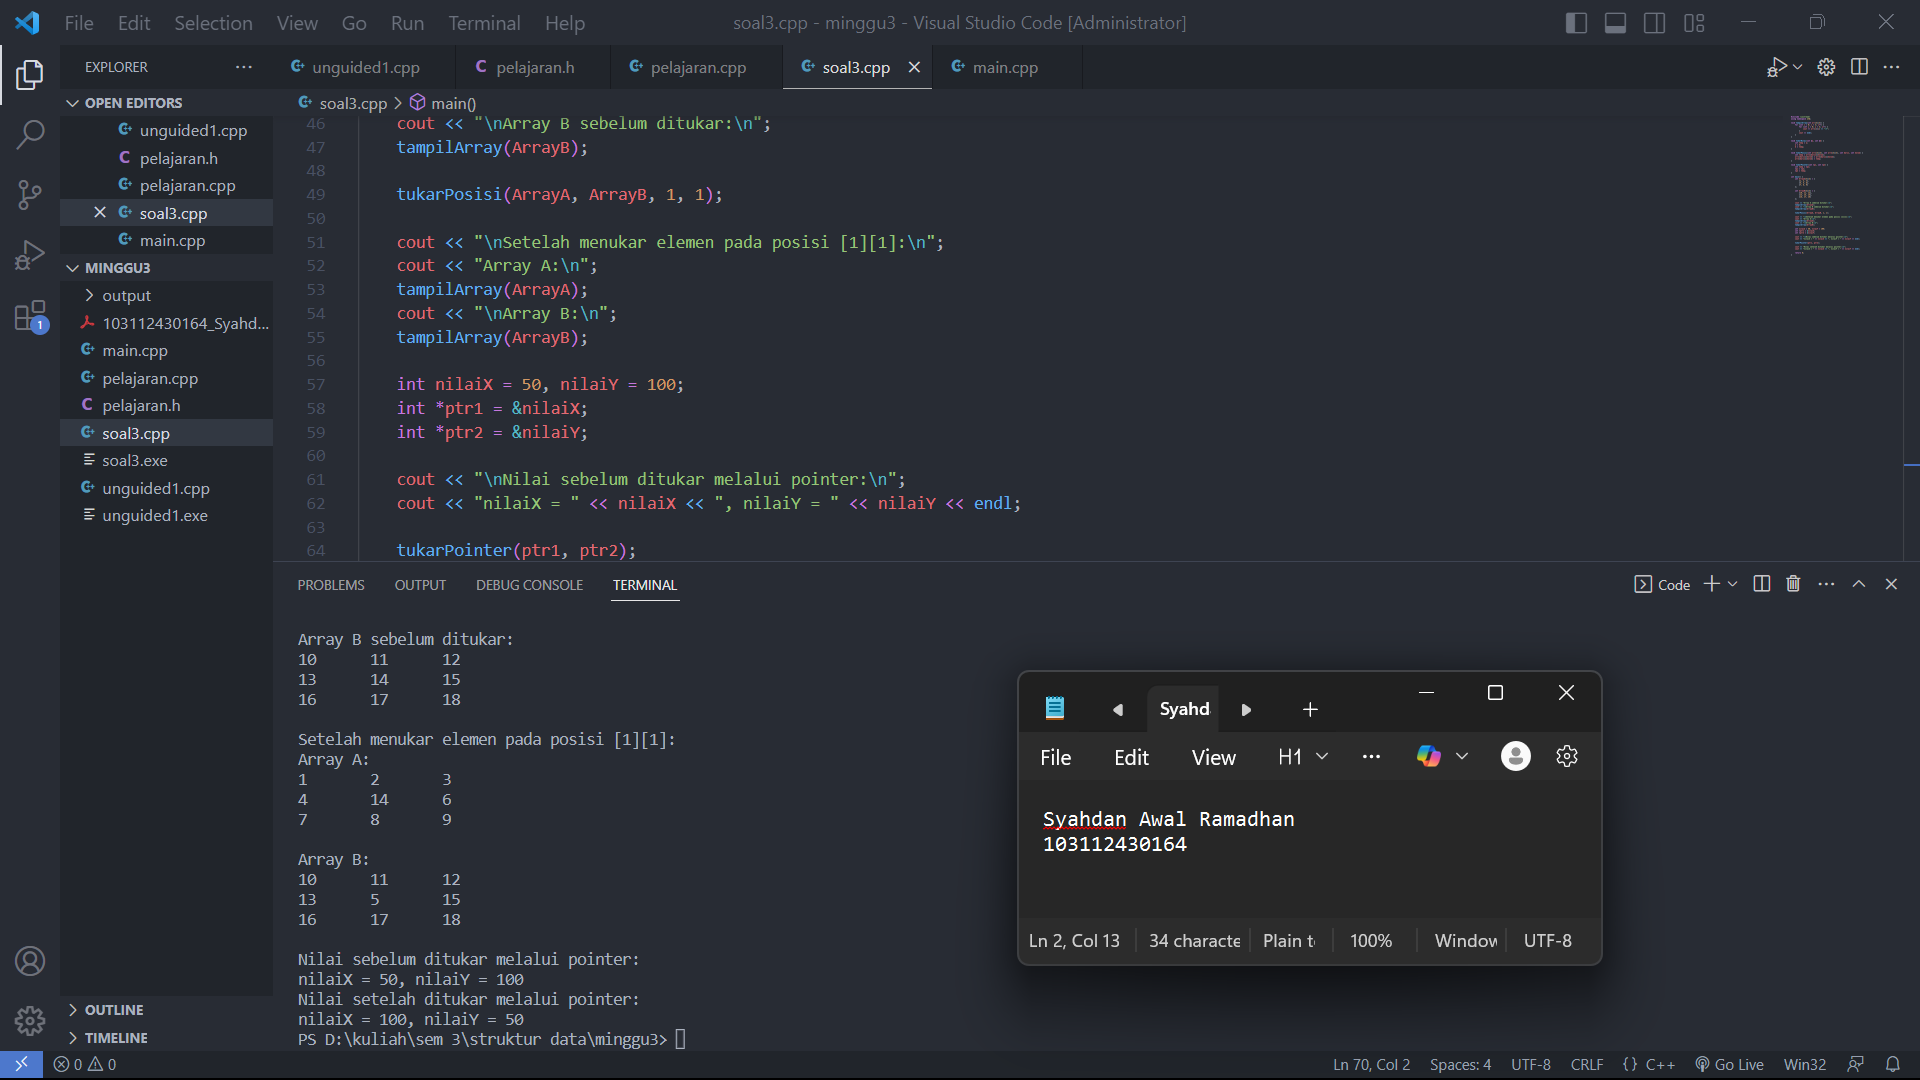 File Edit Selection View Go Run Terminal Help
soal3.cpp - minggu3 - Visual Studio Code [Administrator]
EXPLORER
unguided1.cpp
pelajaran.h
pelajaran.cpp
soal3.cpp
main.cpp
OPEN EDITORS
unguided1.cpp
pelajaran.h
pelajaran.cpp
soal3.cpp
main.cpp
MINGGU3
output
103112430164_Syahd...
main.cpp
pelajaran.cpp
pelajaran.h
soal3.cpp
soal3.exe
unguided1.cpp
unguided1.exe
OUTLINE
TIMELINE
1
soal3.cpp > main()
46 cout << "\nArray B sebelum ditukar:\n";
47 tampilArray(ArrayB);
48
49 tukarPosisi(ArrayA, ArrayB, 1, 1);
50
51 cout << "\nSetelah menukar elemen pada posisi [1][1]:\n";
52 cout << "Array A:\n";
53 tampilArray(ArrayA);
54 cout << "\nArray B:\n";
55 tampilArray(ArrayB);
56
57 int nilaiX = 50, nilaiY = 100;
58 int *ptr1 = &nilaiX;
59 int *ptr2 = &nilaiY;
60
61 cout << "\nNilai sebelum ditukar melalui pointer:\n";
62 cout << "nilaiX = " << nilaiX << ", nilaiY = " << nilaiY << endl;
63
64 tukarPointer(ptr1, ptr2);
PROBLEMS OUTPUT DEBUG CONSOLE TERMINAL
Code
Array B sebelum ditukar:
10 11 12
13 14 15
16 17 18
Setelah menukar elemen pada posisi [1][1]:
Array A:
1 2 3
4 14 6
7 8 9
Array B:
10 11 12
13 5 15
16 17 18
Nilai sebelum ditukar melalui pointer:
nilaiX = 50, nilaiY = 100
Nilai setelah ditukar melalui pointer:
nilaiX = 100, nilaiY = 50
PS D:\kuliah\sem 3\struktur data\minggu3>
Syahd
File Edit View H1
Syahdan Awal Ramadhan
103112430164
Ln 2, Col 13 34 characte Plain t 100% Window UTF-8
0 0
Ln 70, Col 2 Spaces: 4 UTF-8 CRLF {} C++ Go Live Win32